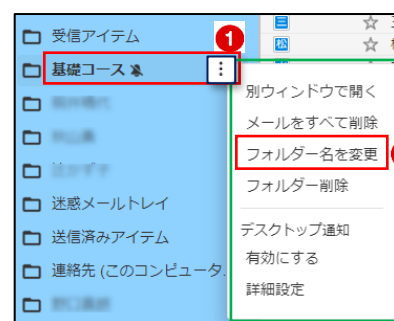 受信アイテム
1
基礎コース
別ウィンドウで開く
メールをすべて削除
フォルダー名を変更
フォルダー削除
迷惑メールトレイ
送信済みアイテム
連絡先 (このコンピュータ.
デスクトップ通知
有効にする
詳細設定
三
松